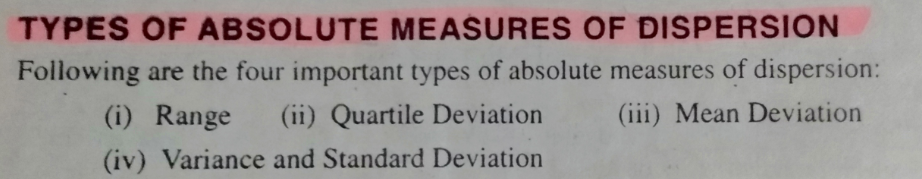 TYPES OF ABSOLUTE MEASURES OF DISPERSION
Following are the four important types of absolute measures of dispersion:
(i) Range (ii) Quartile Deviation (iii) Mean Deviation
(iv) Variance and Standard Deviation